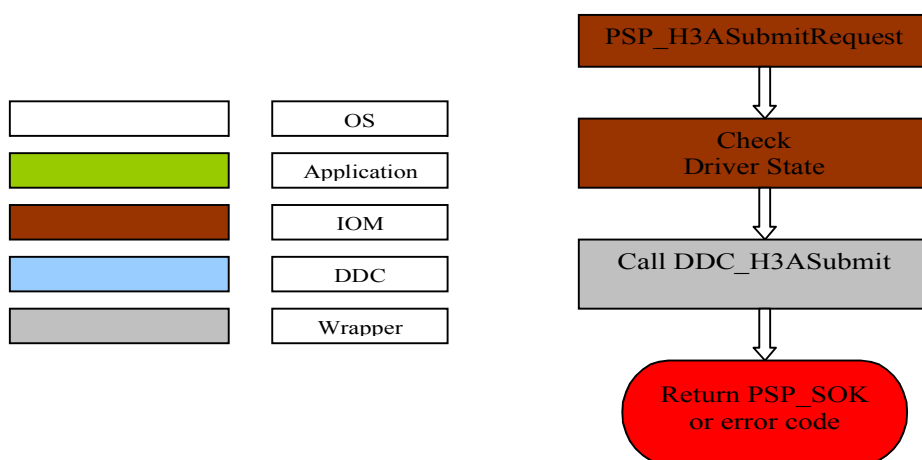 OS
Application
IOM
DDC
Wrapper
PSP_H3ASubmitRequest
Check
Driver State
Call DDC_H3ASubmit
Return PSP_SOK
or error code